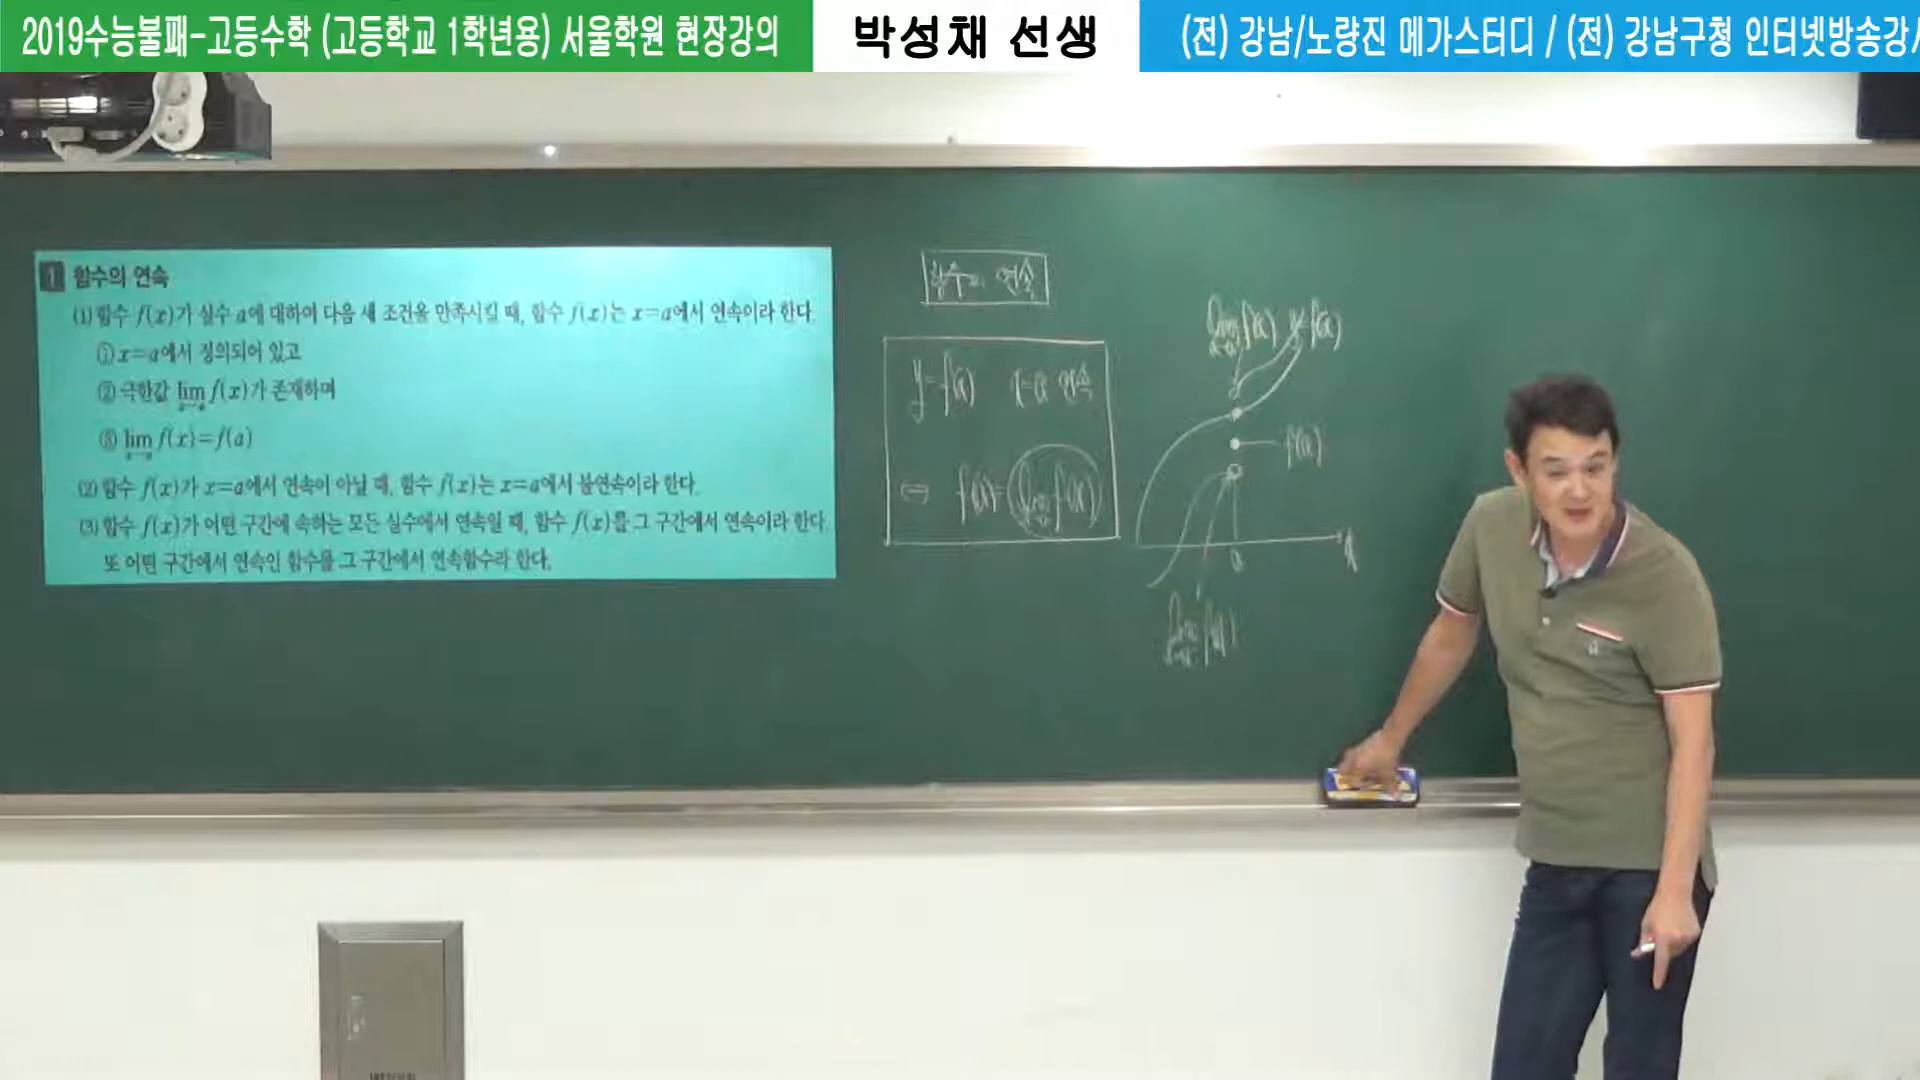 2019수능불패-고등수학 (고등학교 1학년용) 서울학원 현장강의
박성채 선생
(전) 강남/노량진 메가스터디 / (전) 강남구청 인터넷방송강사
1 함수의 연속
(1) 함수 f(x)가 실수 a에 대하여 다음 세 조건을 만족시킬 때, 함수 f(x)는 x=a에서 연속이라 한다.
① x=a에서 정의되어 있고
② 극한값 lim f(x)가 존재하며
x→a
③ lim f(x)=f(a)
x→a
(2) 함수 f(x)가 x=a에서 연속이 아닐 때, 함수 f(x)는 x=a에서 불연속이라 한다.
(3) 함수 f(x)가 어떤 구간에 속하는 모든 실수에서 연속일 때, 함수 f(x)를 그 구간에서 연속이라 한다.
또 어떤 구간에서 연속인 함수를 그 구간에서 연속함수라 한다.
함수의 연속
y=f(x) x=a 연속
⇔ f(a)=lim f(x)
x→a
lim f(x) y=f(x)
f(a)
a
x
lim f(x)